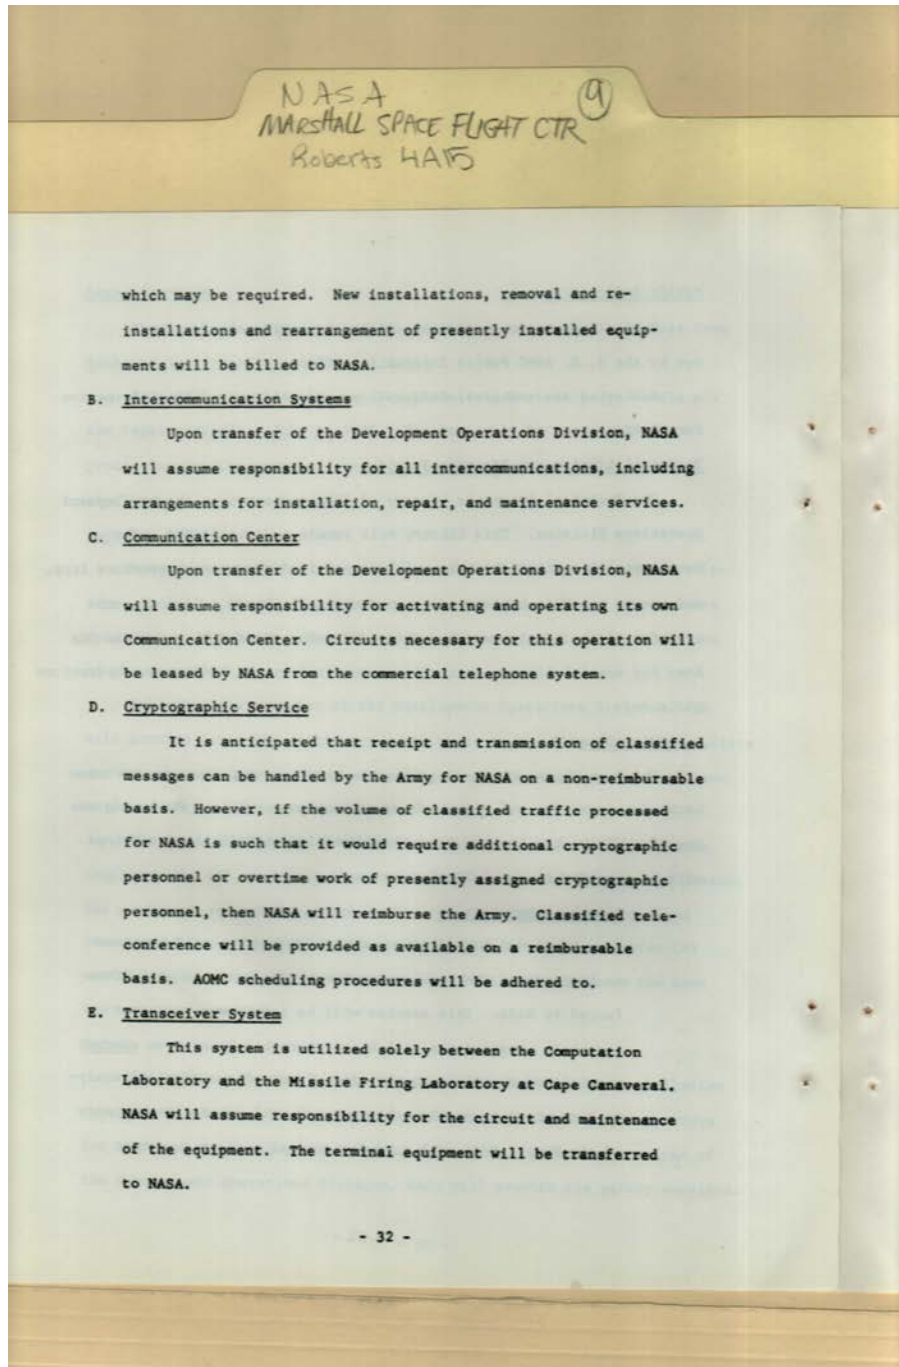 NASA
9
MARSHALL SPACE FLIGHT CTR
Roberts 4A15
which may be required. New installations, removal and re-
installations and rearrangement of presently installed equip-
ments will be billed to NASA.
B. Intercommunication Systems
Upon transfer of the Development Operations Division, NASA
will assume responsibility for all intercommunications, including
arrangements for installation, repair, and maintenance services.
C. Communication Center
Upon transfer of the Development Operations Division, NASA
will assume responsibility for activating and operating its own
Communication Center. Circuits necessary for this operation will
be leased by NASA from the commercial telephone system.
D. Cryptographic Service
It is anticipated that receipt and transmission of classified
messages can be handled by the Army for NASA on a non-reimbursable
basis. However, if the volume of classified traffic processed
for NASA is such that it would require additional cryptographic
personnel or overtime work of presently assigned cryptographic
personnel, then NASA will reimburse the Army. Classified tele-
conference will be provided as available on a reimbursable
basis. AOMC scheduling procedures will be adhered to.
E. Transceiver System
This system is utilized solely between the Computation
Laboratory and the Missile Firing Laboratory at Cape Canaveral.
NASA will assume responsibility for the circuit and maintenance
of the equipment. The terminal equipment will be transferred
to NASA.
- 32 -